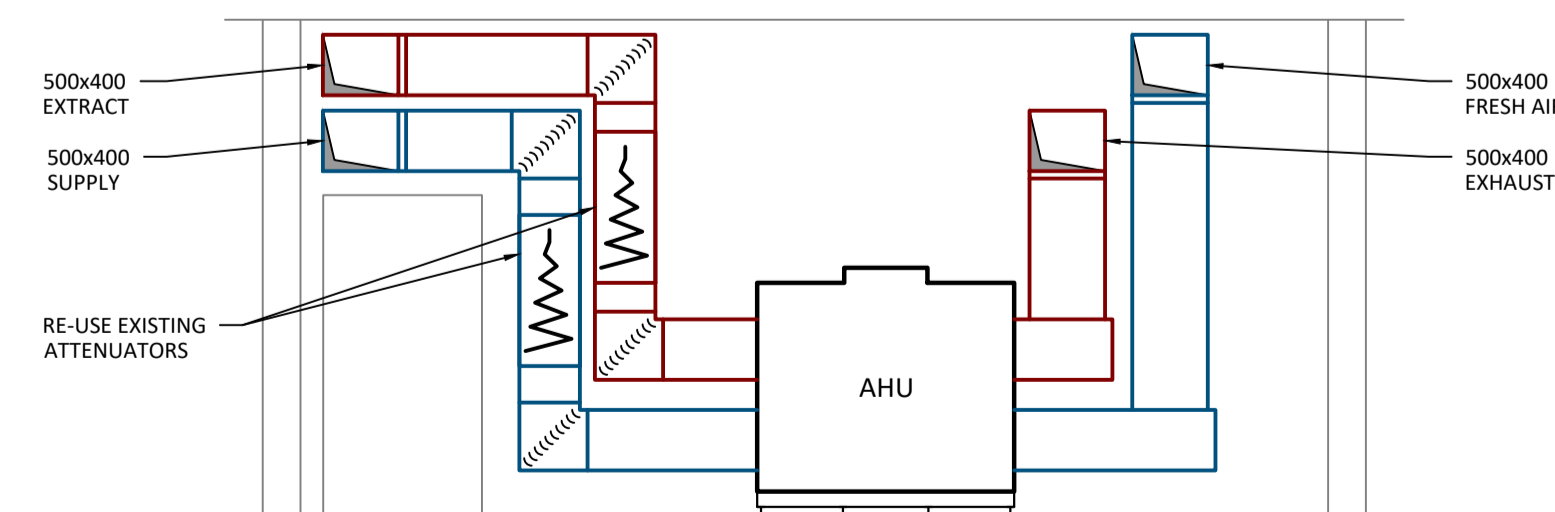 500x400
EXTRACT
500x400
SUPPLY
RE-USE EXISTING
ATTENUATORS
AHU
500x400
FRESH AI
500x400
EXHAUST